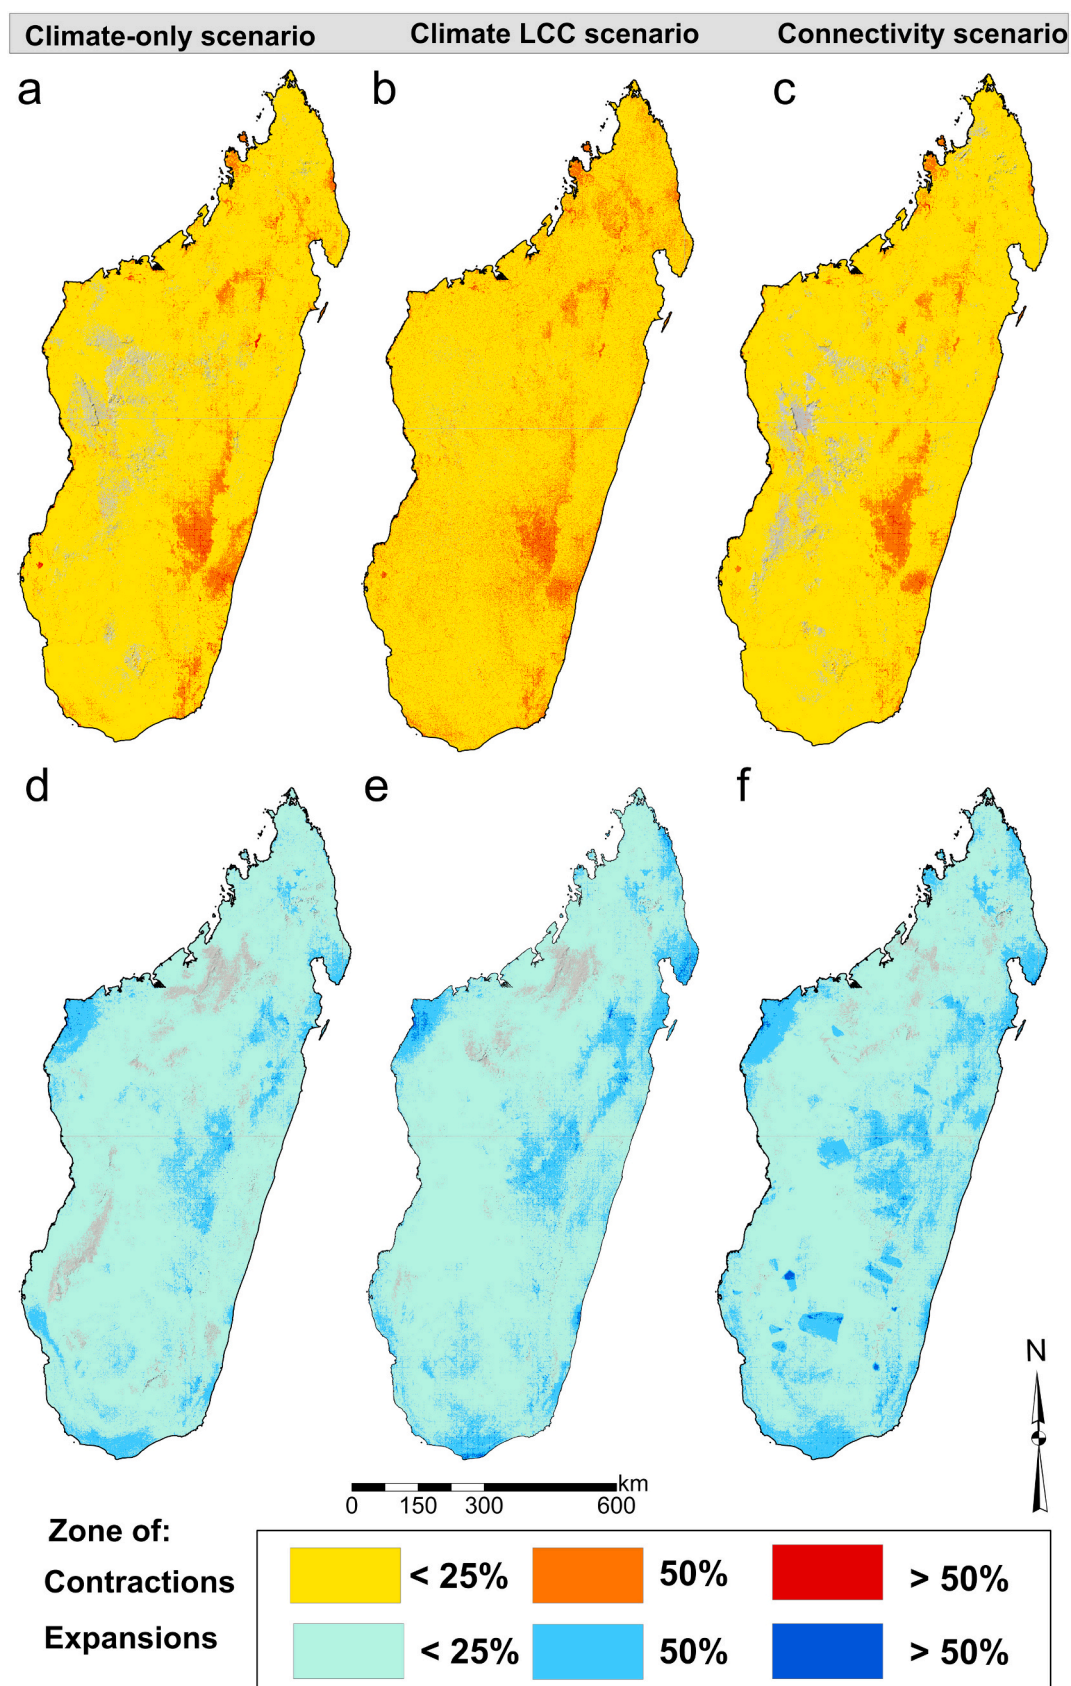 Climate-only scenario Climate LCC scenario Connectivity scenario
a b c
d e f
N
km
0 150 300 600
Zone of:
Contractions < 25% 50% > 50%
Expansions < 25% 50% > 50%